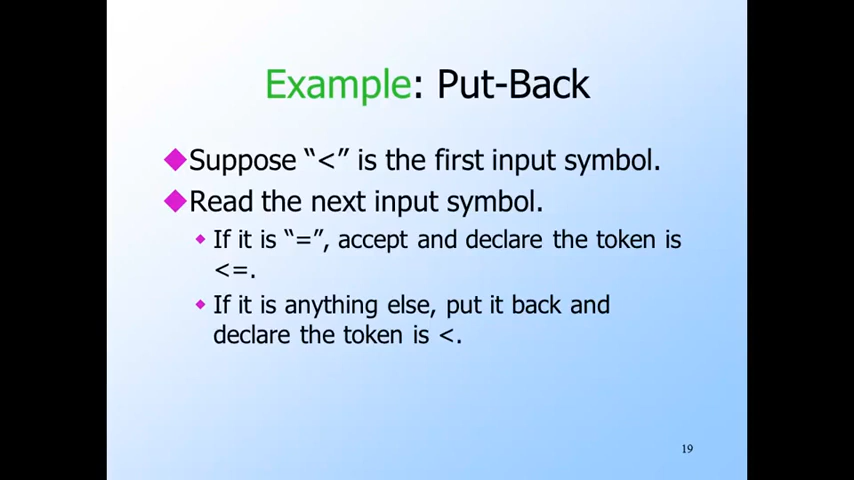 Example: Put-Back
◆Suppose “<” is the first input symbol.
◆Read the next input symbol.
◆ If it is “=”, accept and declare the token is
<=.
◆ If it is anything else, put it back and
declare the token is <.
19